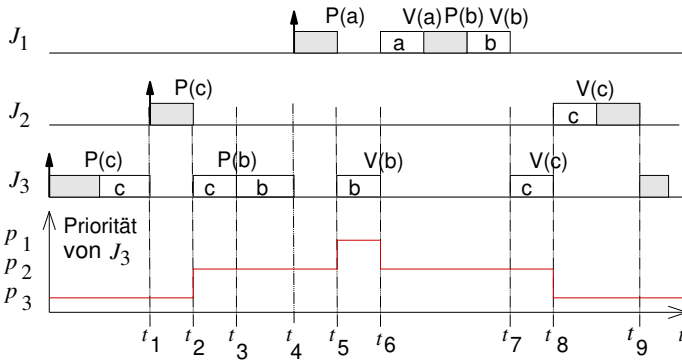 P(a) V(a) P(b) V(b)
J1 a b
P(c) V(c)
J2 c
P(c) P(b) V(b) V(c)
J3 c c b b c
Priorität
von J3
p1
p2
p3
t1 t2 t3 t4 t5 t6 t7 t8 t9 t